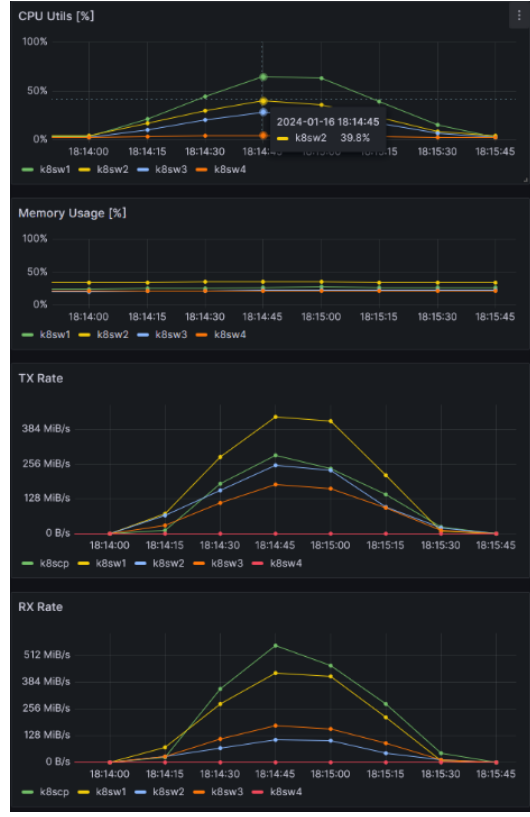 CPU Utils [%]
100%
50%
0%
2024-01-16 18:14:45
k8sw2 39.8%
18:14:00 18:14:15 18:14:30 18:14:45 18:15:00 18:15:15 18:15:30 18:15:45
k8sw1 k8sw2 k8sw3 k8sw4
Memory Usage [%]
100%
50%
0%
18:14:00 18:14:15 18:14:30 18:14:45 18:15:00 18:15:15 18:15:30 18:15:45
k8sw1 k8sw2 k8sw3 k8sw4
TX Rate
384 MiB/s
256 MiB/s
128 MiB/s
0 B/s
18:14:00 18:14:15 18:14:30 18:14:45 18:15:00 18:15:15 18:15:30 18:15:45
k8scp k8sw1 k8sw2 k8sw3 k8sw4
RX Rate
512 MiB/s
384 MiB/s
256 MiB/s
128 MiB/s
0 B/s
18:14:00 18:14:15 18:14:30 18:14:45 18:15:00 18:15:15 18:15:30 18:15:45
k8scp k8sw1 k8sw2 k8sw3 k8sw4